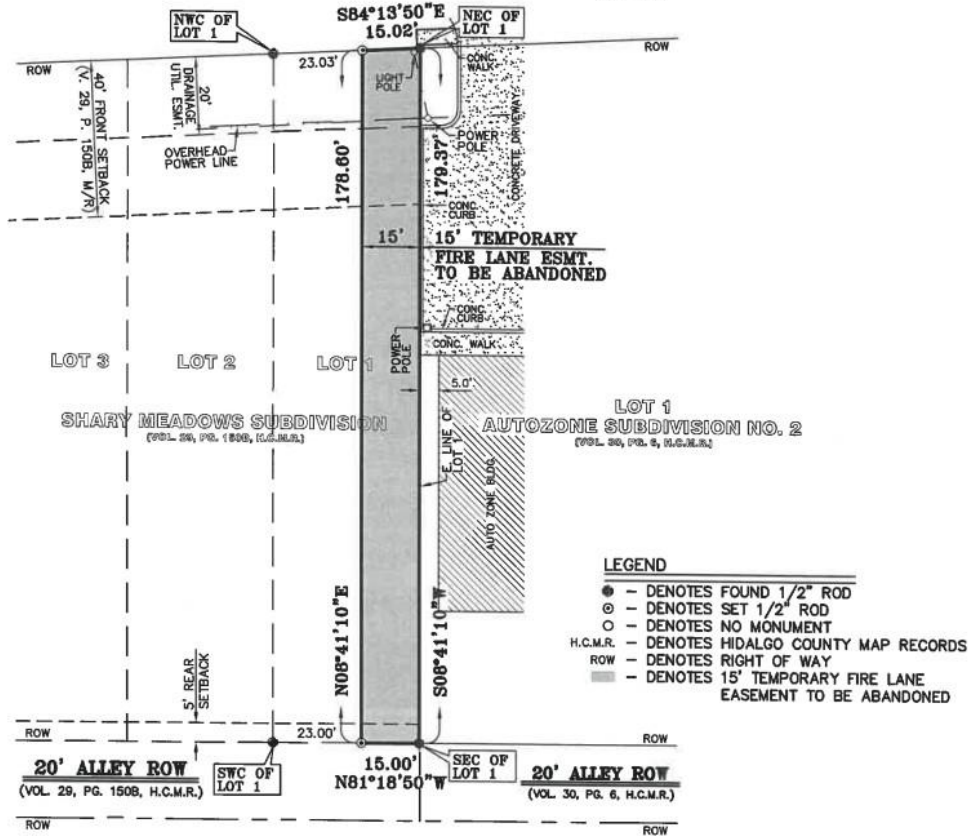 S84°13'50"E
15.02'
NWC OF
LOT 1
NEC OF
LOT 1
ROW
ROW
23.03'
CONC.
WALK
LIGHT
POLE
40' FRONT SETBACK
(V. 29, P. 150B, M/R)
20'
DRAINAGE
UTIL. ESMT.
OVERHEAD
POWER LINE
POWER
POLE
CONCRETE DRIVEWAY
178.60'
179.37'
CONC.
CURB
15'
15' TEMPORARY
FIRE LANE ESMT.
TO BE ABANDONED
CONC.
CURB
CONC. WALK
POWER
POLE
LOT 3
LOT 2
LOT 1
5.0'
E. LINE OF
LOT 1
SHARY MEADOWS SUBDIVISION
(VOL. 29, PG. 150B, H.C.M.R.)
LOT 1
AUTOZONE SUBDIVISION NO. 2
(VOL. 30, PG. 6, H.C.M.R.)
AUTO ZONE BLDG.
LEGEND
- DENOTES FOUND 1/2" ROD
- DENOTES SET 1/2" ROD
- DENOTES NO MONUMENT
H.C.M.R. - DENOTES HIDALGO COUNTY MAP RECORDS
ROW - DENOTES RIGHT OF WAY
- DENOTES 15' TEMPORARY FIRE LANE
EASEMENT TO BE ABANDONED
N08°41'10"E
S08°41'10"W
5' REAR
SETBACK
ROW
23.00'
ROW
20' ALLEY ROW
(VOL. 29, PG. 150B, H.C.M.R.)
SWC OF
LOT 1
15.00'
N81°18'50"W
SEC OF
LOT 1
20' ALLEY ROW
(VOL. 30, PG. 6, H.C.M.R.)
ROW
ROW